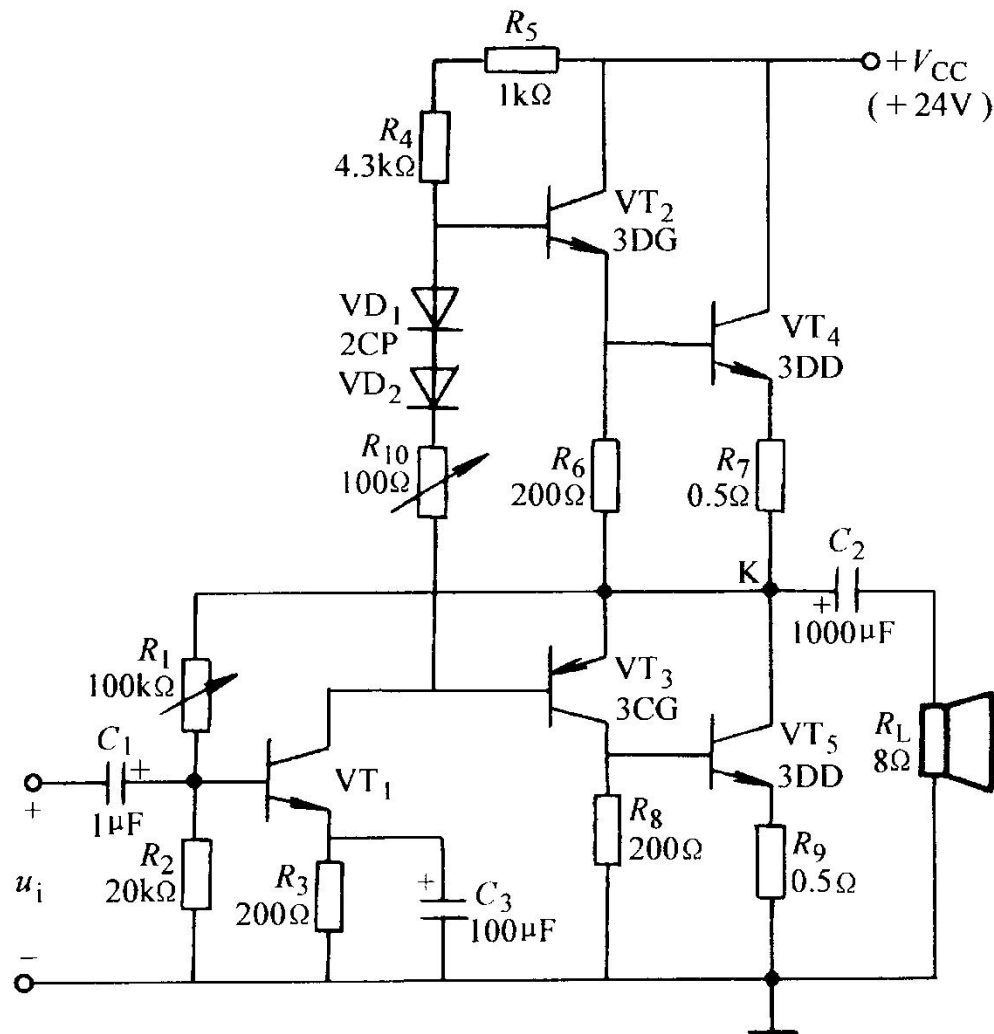 R5
1kΩ
+VCC
(+24V)
R4
4.3kΩ
VT2
3DG
VD1
2CP
VD2
VT4
3DD
R10
100Ω
R6
200Ω
R7
0.5Ω
K
C2
+
1000μF
R1
100kΩ
VT3
3CG
C1
+
1μF
VT1
VT5
3DD
RL
8Ω
+
R2
20kΩ
R3
200Ω
+
C3
100μF
R8
200Ω
R9
0.5Ω
ui
−